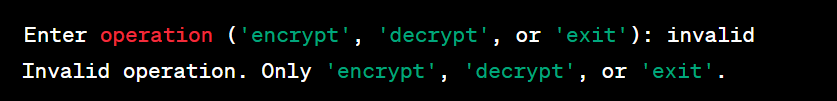 Enter operation ('encrypt', 'decrypt', or 'exit'): invalid
Invalid operation. Only 'encrypt', 'decrypt', or 'exit'.